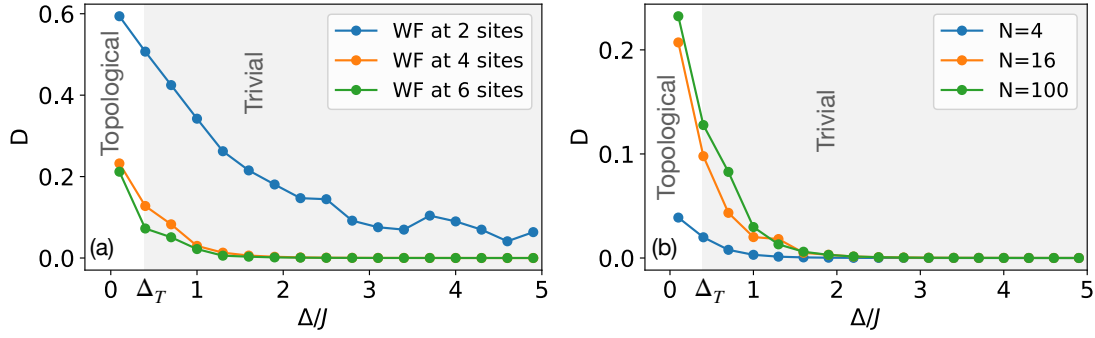 0.6
0.4
0.2
0.0
D
Topological
Trivial
WF at 2 sites
WF at 4 sites
WF at 6 sites
(a)
0
Δ_T
1
2
3
4
5
Δ/J
0.2
0.1
0.0
D
Topological
Trivial
N=4
N=16
N=100
(b)
0
Δ_T
1
2
3
4
5
Δ/J